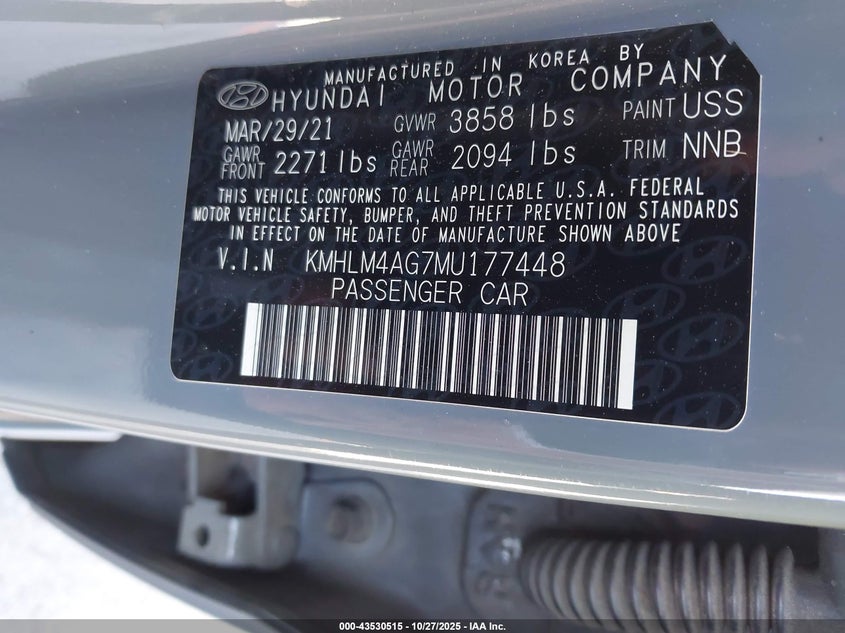 MANUFACTURED IN KOREA BY
HYUNDAI MOTOR COMPANY
MAR/29/21 GVWR 3858 lbs PAINT USS
GAWR FRONT 2271 lbs GAWR REAR 2094 lbs TRIM NNB
THIS VEHICLE CONFORMS TO ALL APPLICABLE U.S.A. FEDERAL
MOTOR VEHICLE SAFETY, BUMPER, AND THEFT PREVENTION STANDARDS
IN EFFECT ON THE DATE OF MANUFACTURE SHOWN ABOVE
V.I.N KMHLM4AG7MU177448
PASSENGER CAR
000-43530515 - 10/27/2025 - IAA Inc.